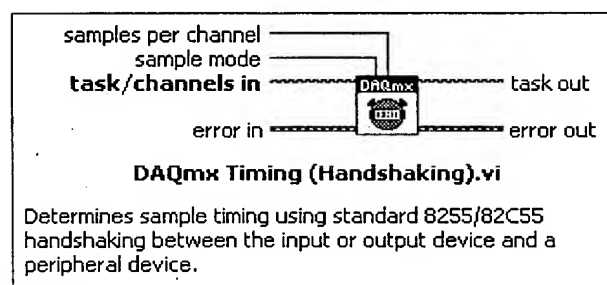 samples per channel
sample mode
task/channels in
DAQmx
task out
error in
error out
DAQmx Timing (Handshaking).vi
Determines sample timing using standard 8255/82C55
handshaking between the input or output device and a
peripheral device.